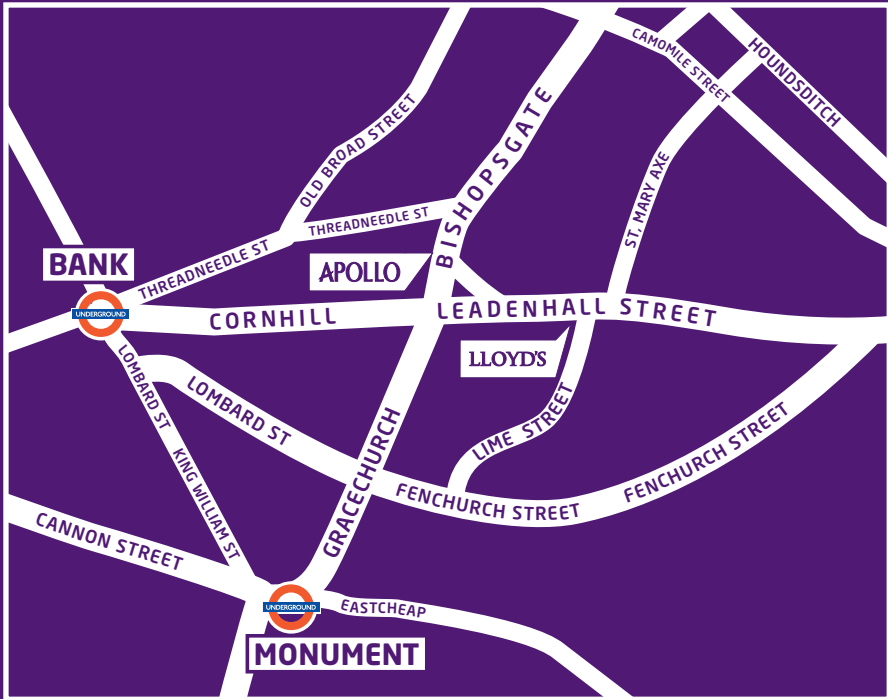 CAMOMILE STREET
HOUNDSDITCH
OLD BROAD STREET
BISHOPSGATE
ST. MARY AXE
THREADNEEDLE ST
THREADNEEDLE ST
BANK
UNDERGROUND
APOLLO
CORNHILL
LEADENHALL STREET
LLOYD'S
LOMBARD ST
LOMBARD ST
LIME STREET
GRACECHURCH
KING WILLIAM ST
FENCHURCH STREET
FENCHURCH STREET
CANNON STREET
UNDERGROUND
EASTCHEAP
MONUMENT